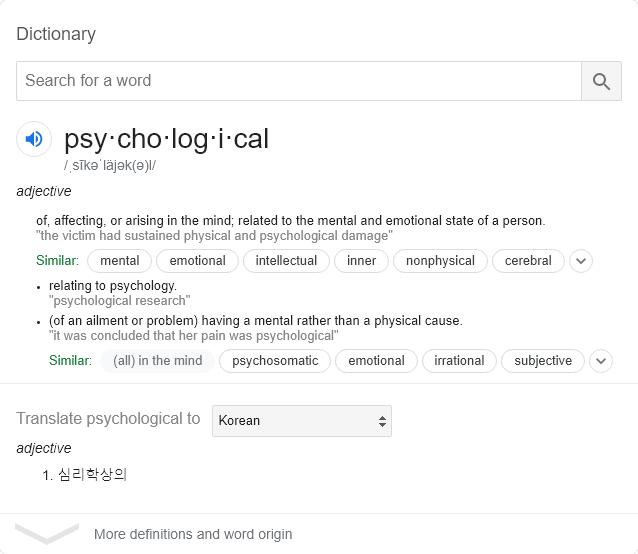 Dictionary
Search for a word
psy·cho·log·i·cal
/ˌsīkəˈläjək(ə)l/
adjective
of, affecting, or arising in the mind; related to the mental and emotional state of a person.
"the victim had sustained physical and psychological damage"
Similar: mental emotional intellectual inner nonphysical cerebral
• relating to psychology.
"psychological research"
• (of an ailment or problem) having a mental rather than a physical cause.
"it was concluded that her pain was psychological"
Similar: (all) in the mind psychosomatic emotional irrational subjective
Translate psychological to Korean
adjective
1. 심리학상의
More definitions and word origin